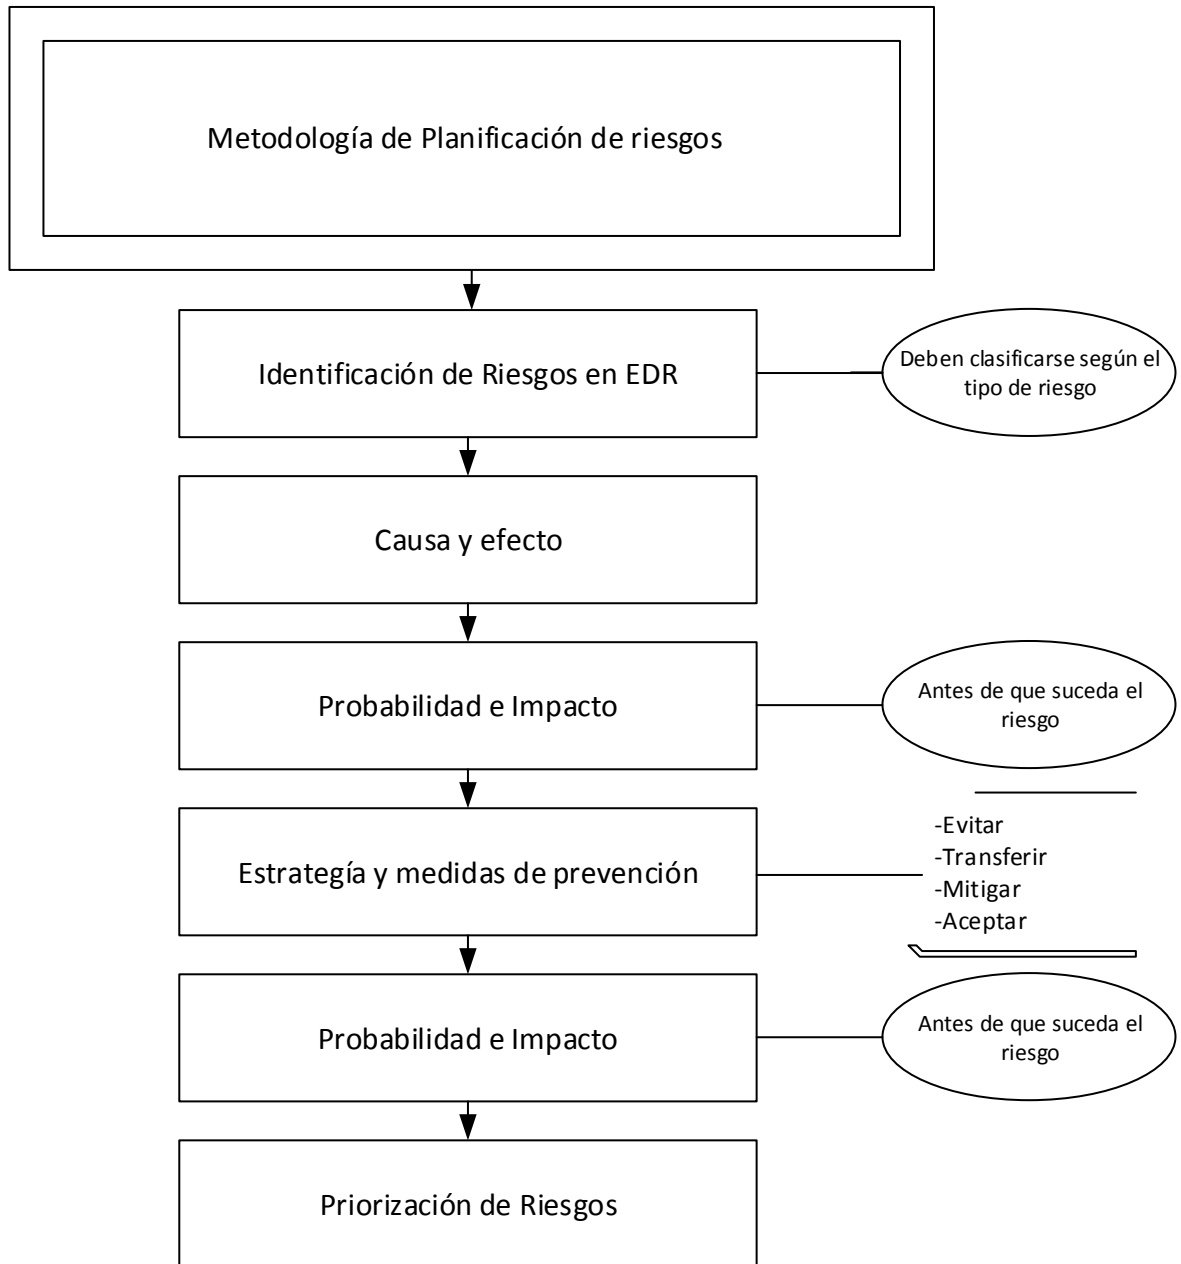 Metodología de Planificación de riesgos
Identificación de Riesgos en EDR
Deben clasificarse según el
tipo de riesgo
Causa y efecto
Probabilidad e Impacto
Antes de que suceda el
riesgo
Estrategía y medidas de prevención
-Evitar
-Transferir
-Mitigar
-Aceptar
Probabilidad e Impacto
Antes de que suceda el
riesgo
Priorización de Riesgos